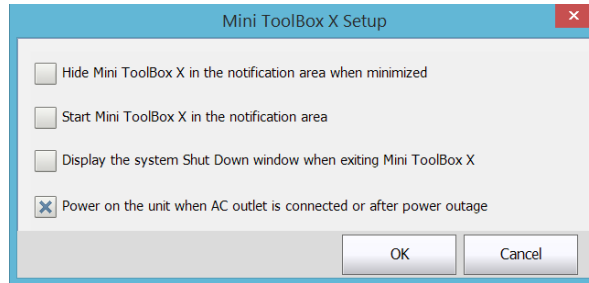 Mini ToolBox X Setup
Hide Mini ToolBox X in the notification area when minimized
Start Mini ToolBox X in the notification area
Display the system Shut Down window when exiting Mini ToolBox X
Power on the unit when AC outlet is connected or after power outage
OK Cancel